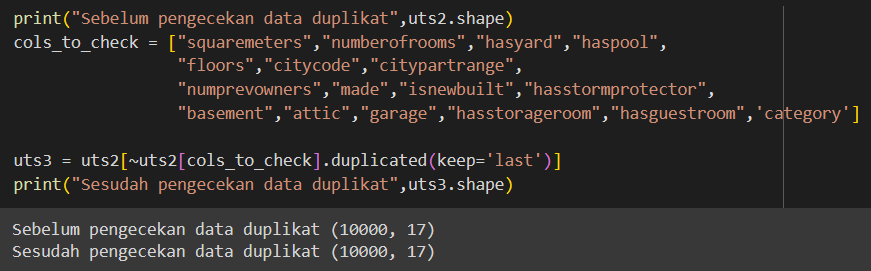 print("Sebelum pengecekan data duplikat",uts2.shape)
cols_to_check = ["squaremeters","numberofrooms","hasyard","haspool",
"floors","citycode","citypartrange",
"numprevowners","made","isnewbuilt","hasstormprotector",
"basement","attic","garage","hasstorageroom","hasguestroom",'category']
uts3 = uts2[~uts2[cols_to_check].duplicated(keep='last')]
print("Sesudah pengecekan data duplikat",uts3.shape)
Sebelum pengecekan data duplikat (10000, 17)
Sesudah pengecekan data duplikat (10000, 17)